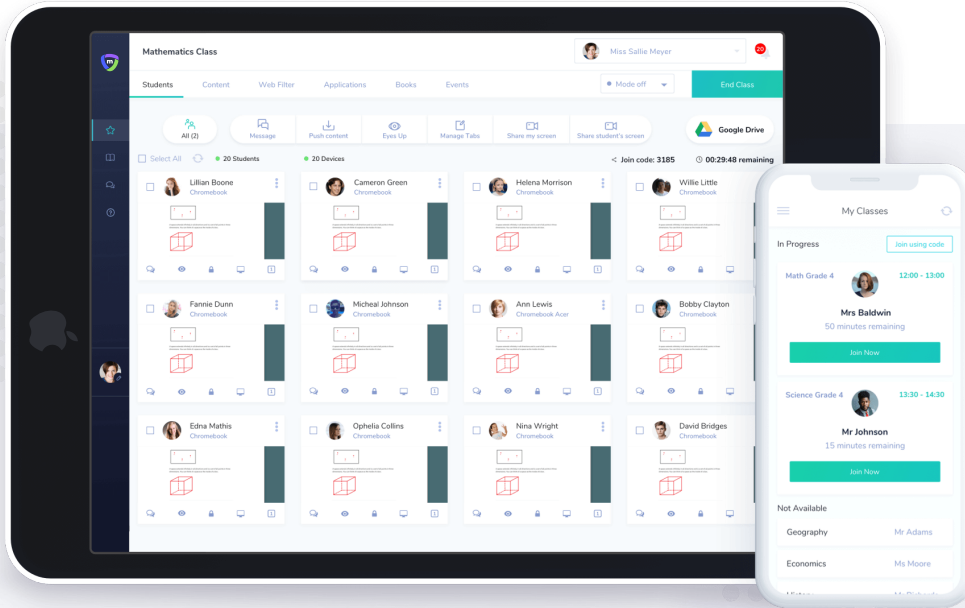 Mathematics Class
Miss Sallie Meyer
20
Students Content Web Filter Applications Books Events
Mode off
End Class
All (2)
Message
Push content
Eyes Up
Manage Tabs
Share my screen
Share student's screen
Google Drive
Select All
20 Students
20 Devices
Join code: 3185
00:29:48 remaining
Lillian Boone
Chromebook
Cameron Green
Chromebook
Helena Morrison
Chromebook
Willie Little
Chromebook
Fannie Dunn
Chromebook
Micheal Johnson
Chromebook
Ann Lewis
Chromebook Acer
Bobby Clayton
Chromebook
Edna Mathis
Chromebook
Ophelia Collins
Chromebook
Nina Wright
Chromebook
David Bridges
Chromebook
My Classes
In Progress
Join using code
Math Grade 4
12:00 - 13:00
Mrs Baldwin
50 minutes remaining
Join Now
Science Grade 4
13:30 - 14:30
Mr Johnson
15 minutes remaining
Join Now
Not Available
Geography Mr Adams
Economics Ms Moore